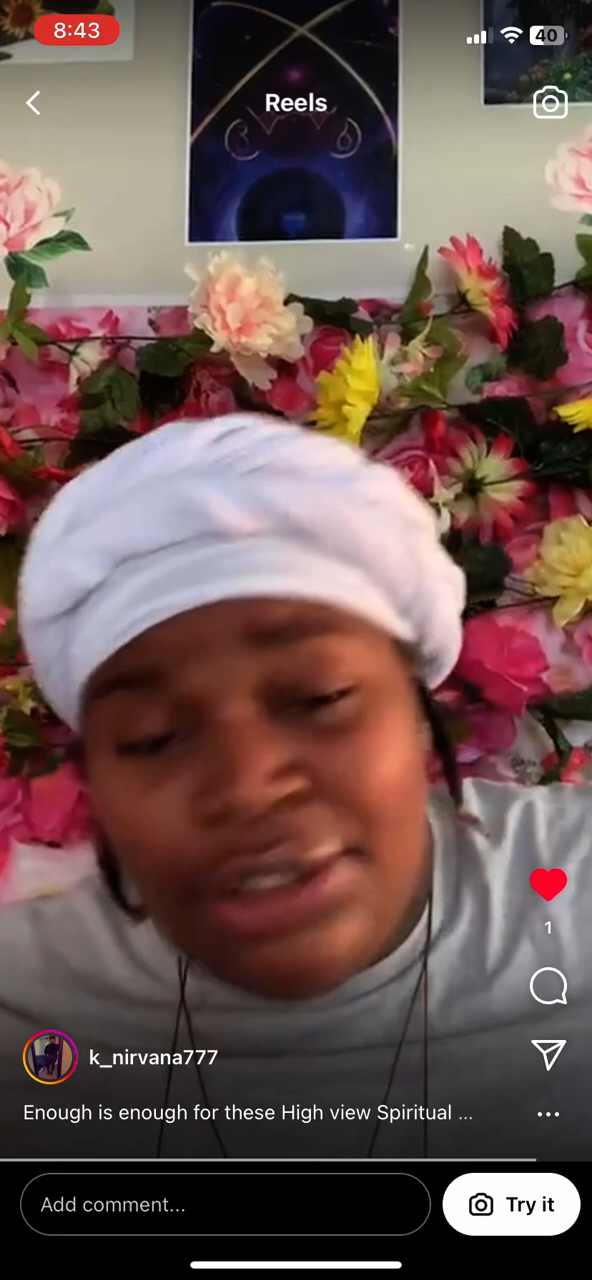 8:43
40
Reels
1
k_nirvana777
Enough is enough for these High view Spiritual ...
Add comment...
Try it